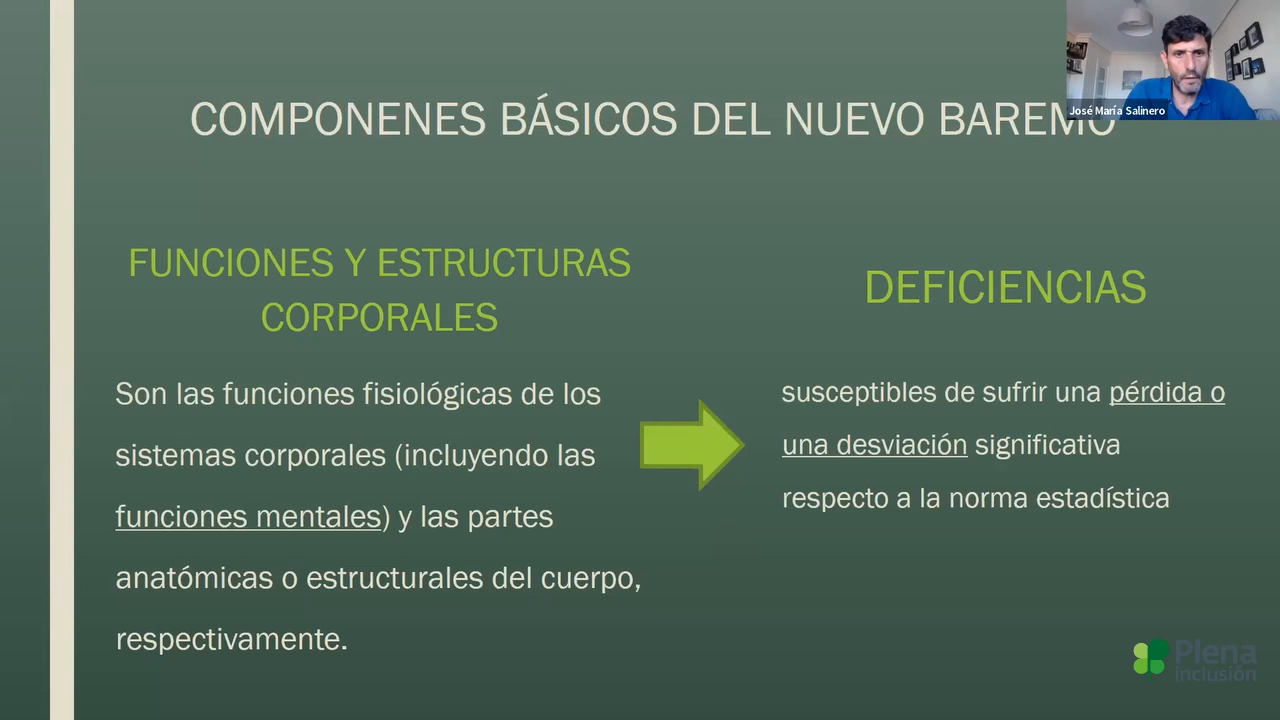 José María Salinero
COMPONENES BÁSICOS DEL NUEVO BAREMO
FUNCIONES Y ESTRUCTURAS
CORPORALES
Son las funciones fisiológicas de los
sistemas corporales (incluyendo las
funciones mentales) y las partes
anatómicas o estructurales del cuerpo,
respectivamente.
DEFICIENCIAS
susceptibles de sufrir una pérdida o
una desviación significativa
respecto a la norma estadística
Plena
inclusión